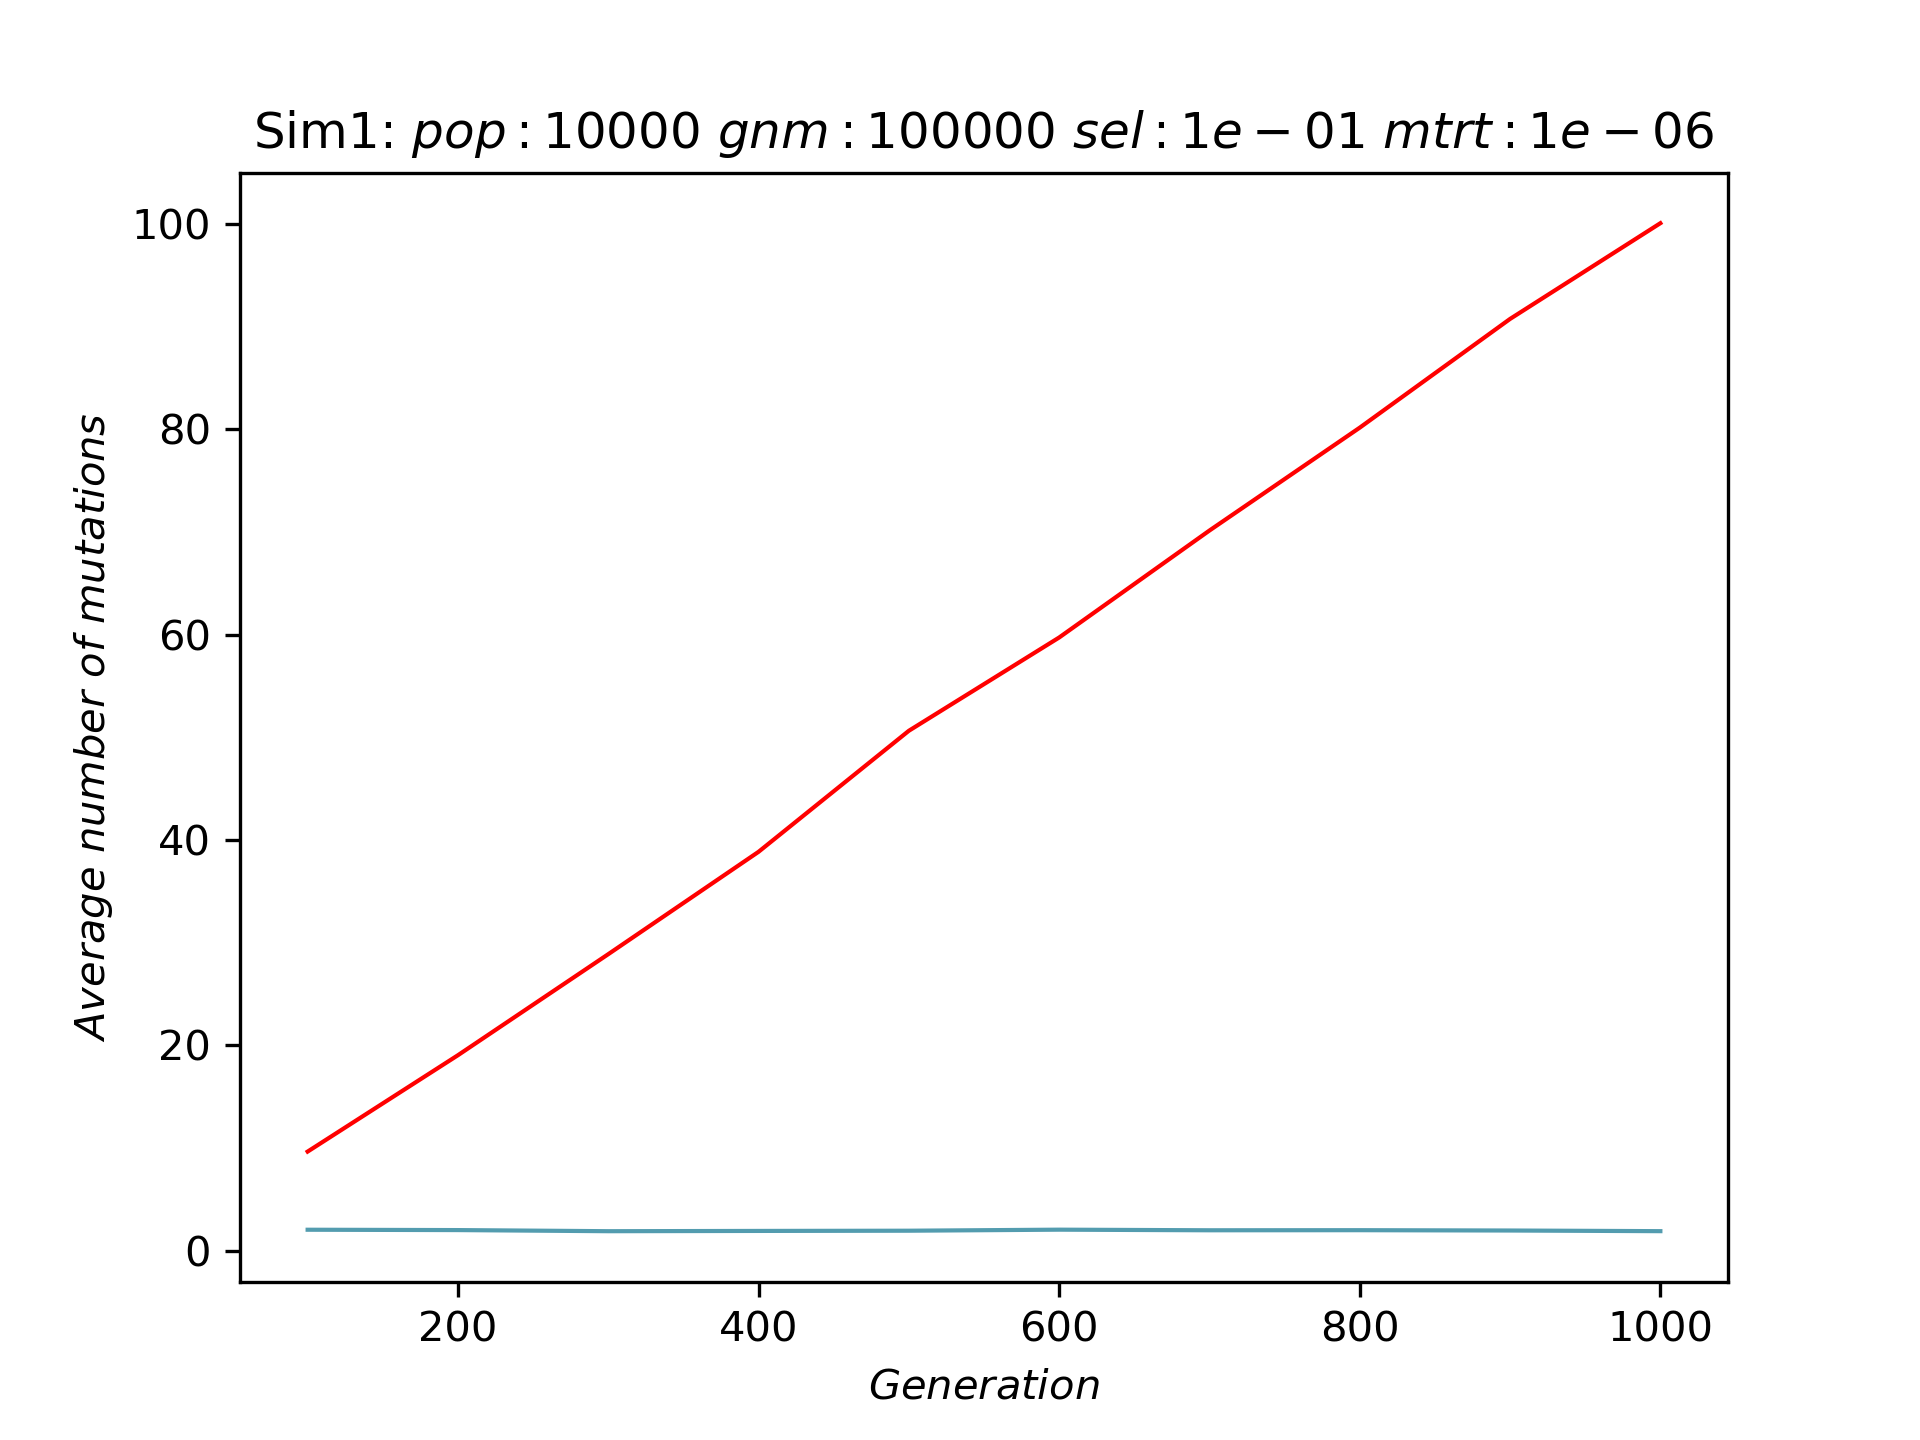 Sim1: pop : 10000 gnm : 100000 sel : 1e − 01 mtrt : 1e − 06
100
80
60
40
20
0
Average number of mutations
200 400 600 800 1000
Generation